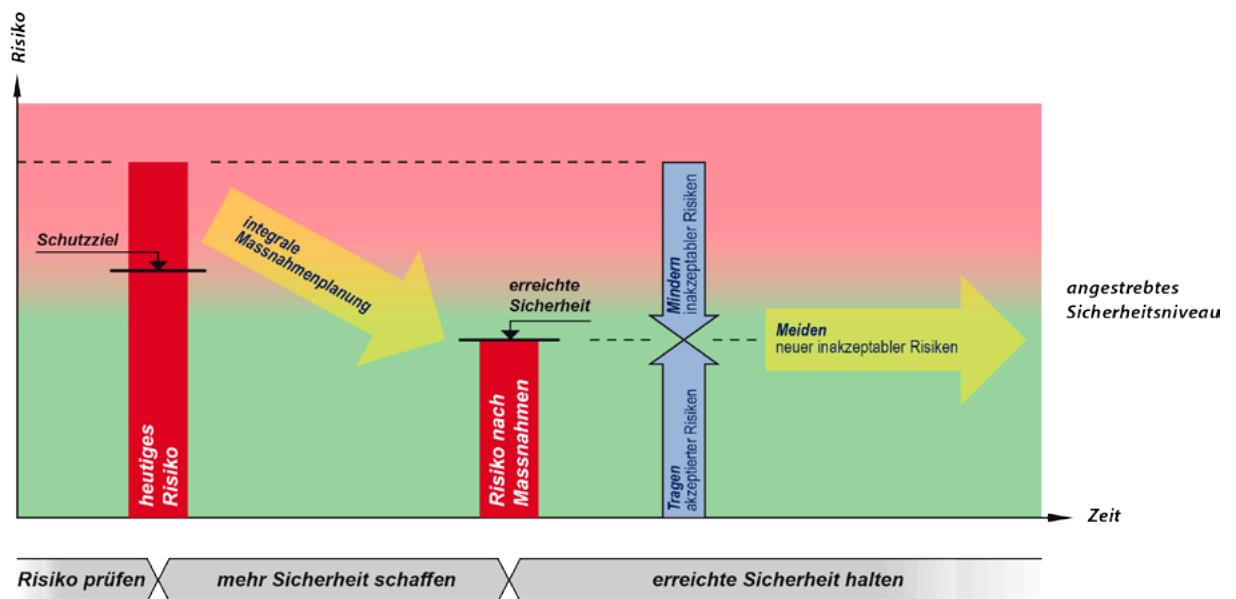 Risiko
Schutzziel
heutiges
Risiko
integrale
Massnahmenplanung
erreichte
Sicherheit
Risiko nach
Massnahmen
Mindern
inakzeptabler Risiken
Tragen
akzeptierter Risiken
Meiden
neuer inakzeptabler Risiken
angestrebtes
Sicherheitsniveau
Zeit
Risiko prüfen
mehr Sicherheit schaffen
erreichte Sicherheit halten